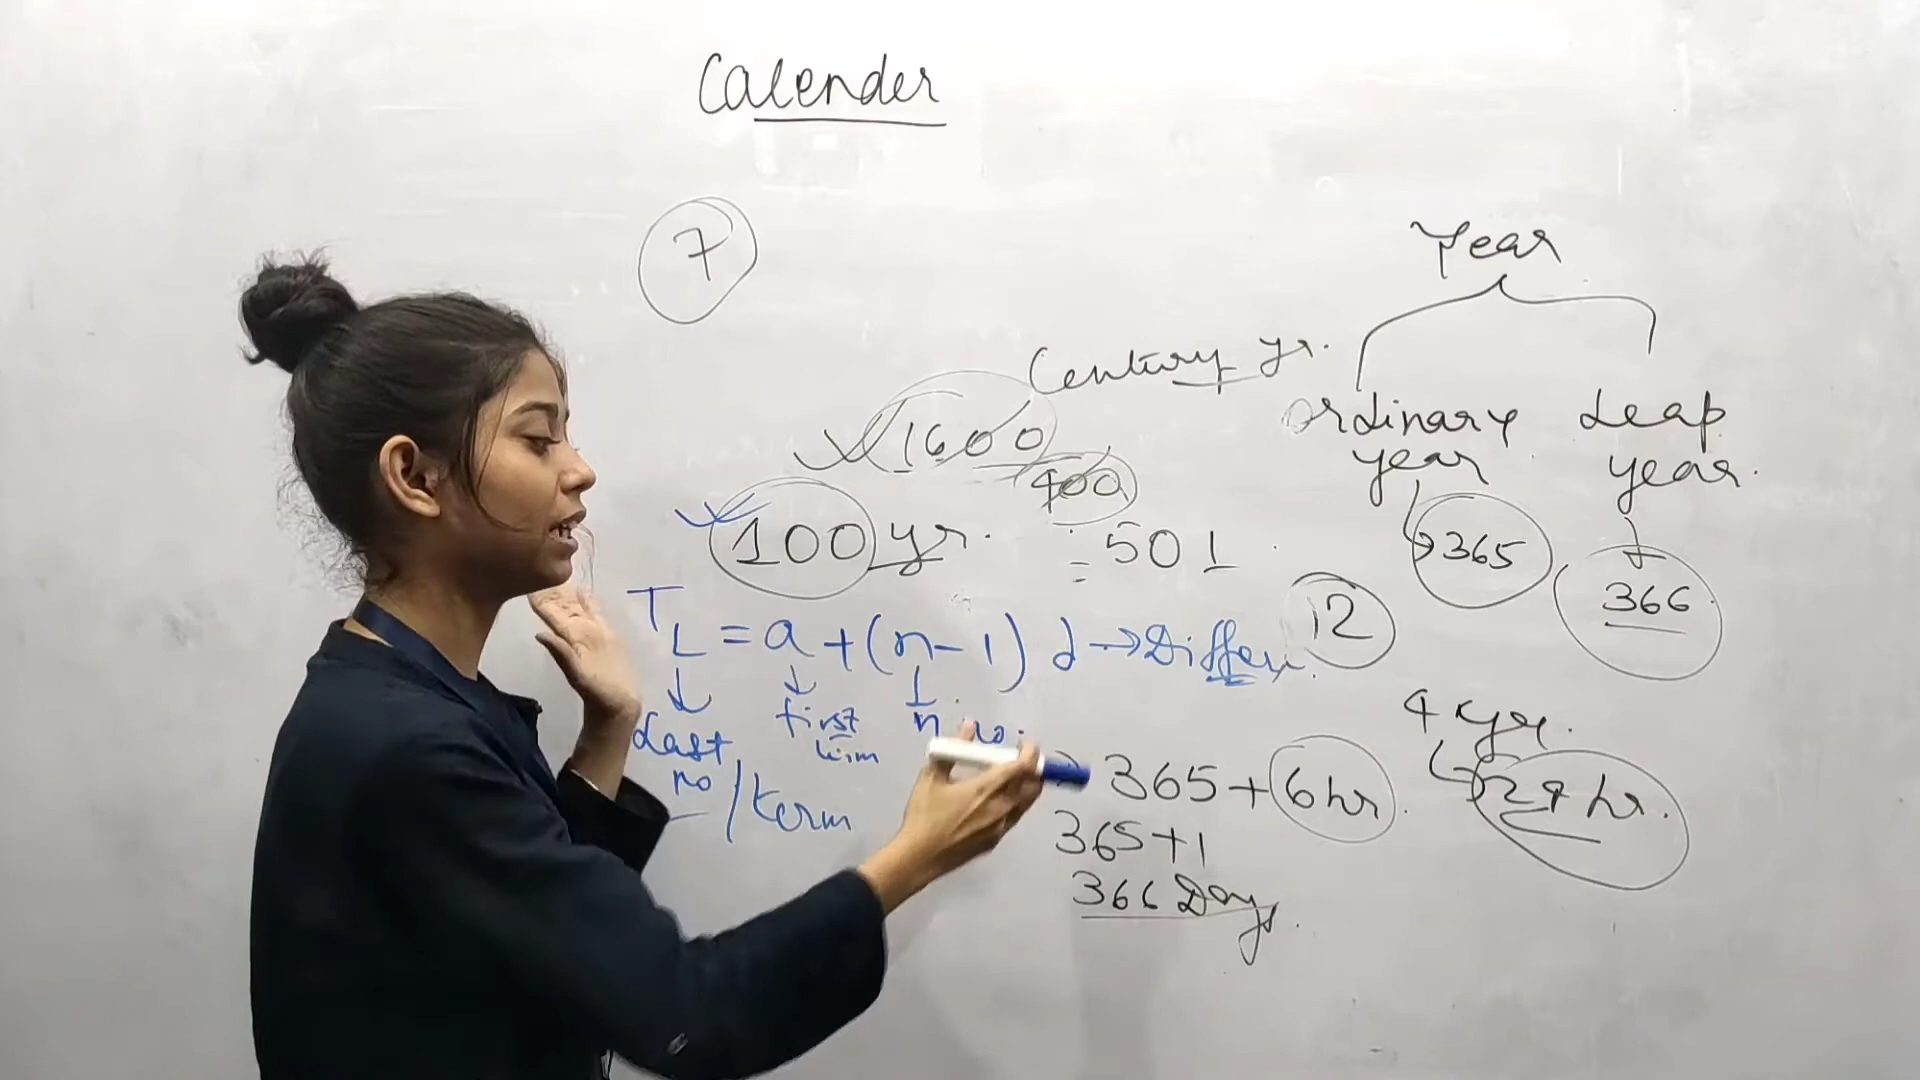 Calender
7
Year
Century yr.
1600
400
ordinary year
Leap year.
365
366
100 yr.
= 501
12
TL = a + (n-1) d → Differ
Last no / term
first term
n no.
4 yr.
24 hr.
365 + 6 hr.
365 + 1
366 Days